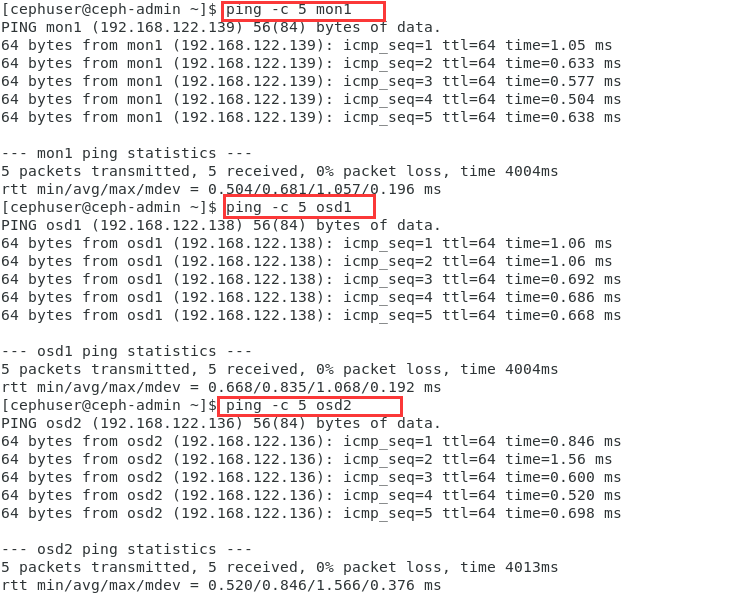 [cephuser@ceph-admin ~]$ ping -c 5 mon1
PING mon1 (192.168.122.139) 56(84) bytes of data.
64 bytes from mon1 (192.168.122.139): icmp_seq=1 ttl=64 time=1.05 ms
64 bytes from mon1 (192.168.122.139): icmp_seq=2 ttl=64 time=0.633 ms
64 bytes from mon1 (192.168.122.139): icmp_seq=3 ttl=64 time=0.577 ms
64 bytes from mon1 (192.168.122.139): icmp_seq=4 ttl=64 time=0.504 ms
64 bytes from mon1 (192.168.122.139): icmp_seq=5 ttl=64 time=0.638 ms

--- mon1 ping statistics ---
5 packets transmitted, 5 received, 0% packet loss, time 4004ms
rtt min/avg/max/mdev = 0.504/0.681/1.057/0.196 ms
[cephuser@ceph-admin ~]$ ping -c 5 osd1
PING osd1 (192.168.122.138) 56(84) bytes of data.
64 bytes from osd1 (192.168.122.138): icmp_seq=1 ttl=64 time=1.06 ms
64 bytes from osd1 (192.168.122.138): icmp_seq=2 ttl=64 time=1.06 ms
64 bytes from osd1 (192.168.122.138): icmp_seq=3 ttl=64 time=0.692 ms
64 bytes from osd1 (192.168.122.138): icmp_seq=4 ttl=64 time=0.686 ms
64 bytes from osd1 (192.168.122.138): icmp_seq=5 ttl=64 time=0.668 ms

--- osd1 ping statistics ---
5 packets transmitted, 5 received, 0% packet loss, time 4004ms
rtt min/avg/max/mdev = 0.668/0.835/1.068/0.192 ms
[cephuser@ceph-admin ~]$ ping -c 5 osd2
PING osd2 (192.168.122.136) 56(84) bytes of data.
64 bytes from osd2 (192.168.122.136): icmp_seq=1 ttl=64 time=0.846 ms
64 bytes from osd2 (192.168.122.136): icmp_seq=2 ttl=64 time=1.56 ms
64 bytes from osd2 (192.168.122.136): icmp_seq=3 ttl=64 time=0.600 ms
64 bytes from osd2 (192.168.122.136): icmp_seq=4 ttl=64 time=0.520 ms
64 bytes from osd2 (192.168.122.136): icmp_seq=5 ttl=64 time=0.698 ms

--- osd2 ping statistics ---
5 packets transmitted, 5 received, 0% packet loss, time 4013ms
rtt min/avg/max/mdev = 0.520/0.846/1.566/0.376 ms